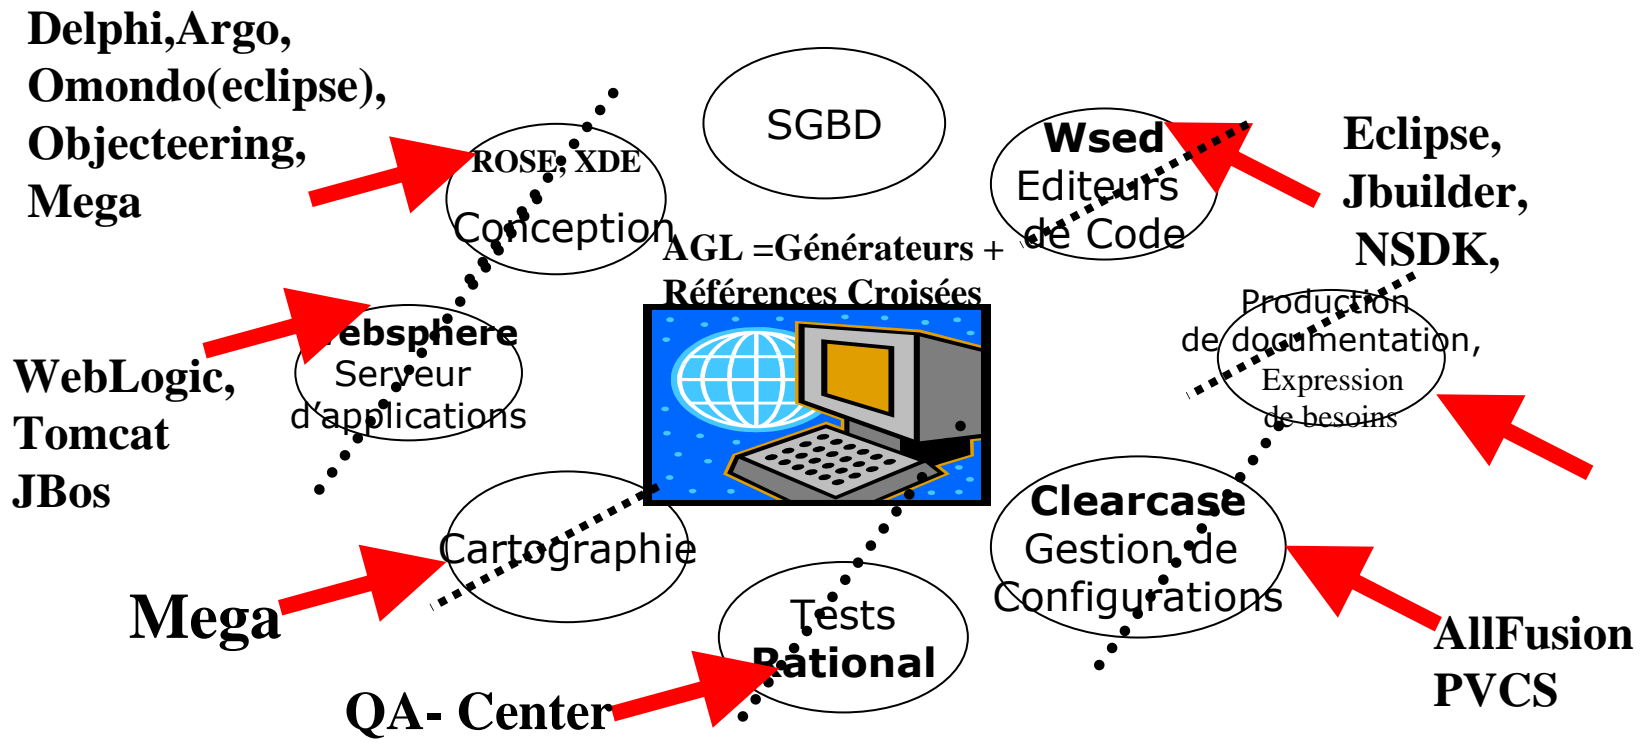 Delphi,Argo,
Omondo(eclipse),
Objecteering,
Mega
ROSE, XDE
Conception
SGBD
Wsed
Editeurs
de Code
Eclipse,
Jbuilder,
NSDK,
AGL =Générateurs +
Références Croisées
ebsphere
Serveur
d'applications
WebLogic,
Tomcat
JBos
Production
de documentation,
Expression
de besoins
Cartographie
Mega
Clearcase
Gestion de
Configurations
Tests
Rational
QA- Center
AllFusion
PVCS